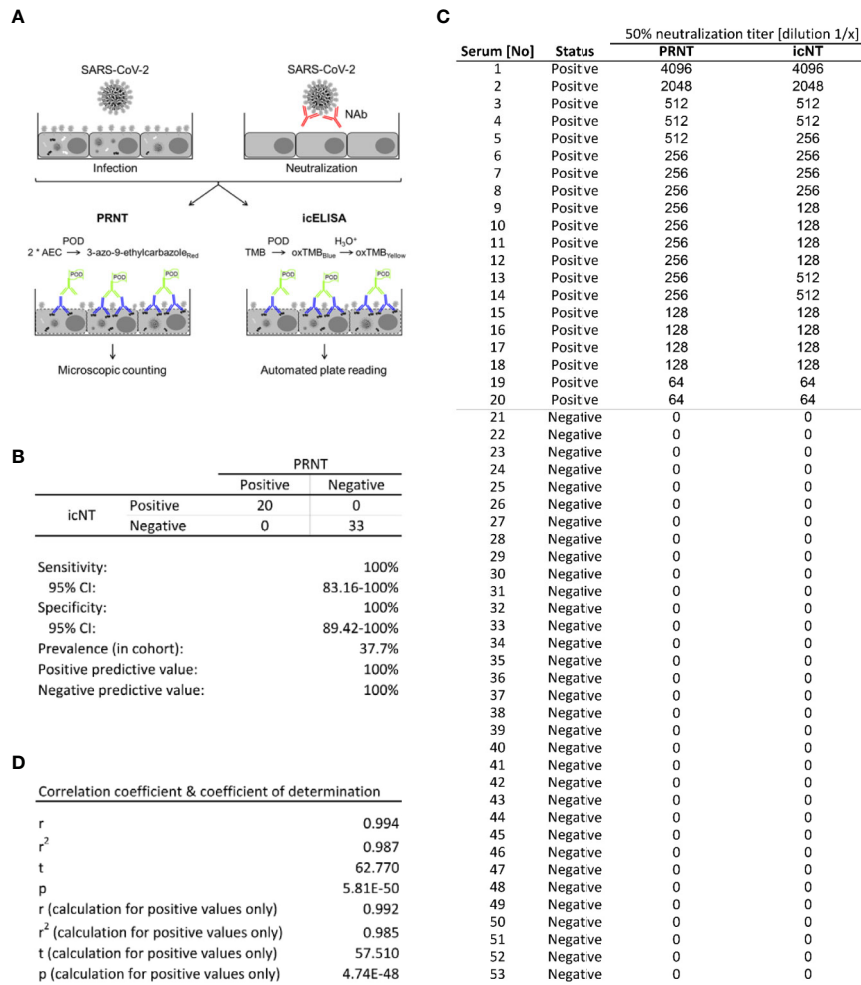 A
SARS-CoV-2 SARS-CoV-2
NAb
Infection Neutralization
PRNT icELISA
POD POD H₃O⁺
2 * AEC → 3-azo-9-ethylcarbazole_Red TMB → oxTMB_Blue → oxTMB_Yellow
POD POD POD POD POD POD
Microscopic counting Automated plate reading
B
PRNT
Positive Negative
icNT Positive 20 0
Negative 0 33
Sensitivity: 100%
95% CI: 83.16-100%
Specificity: 100%
95% CI: 89.42-100%
Prevalence (in cohort): 37.7%
Positive predictive value: 100%
Negative predictive value: 100%
C
50% neutralization titer [dilution 1/x]
Serum [No] Status PRNT icNT
1 Positive 4096 4096
2 Positive 2048 2048
3 Positive 512 512
4 Positive 512 512
5 Positive 512 256
6 Positive 256 256
7 Positive 256 256
8 Positive 256 256
9 Positive 256 128
10 Positive 256 128
11 Positive 256 128
12 Positive 256 128
13 Positive 256 512
14 Positive 256 512
15 Positive 128 128
16 Positive 128 128
17 Positive 128 128
18 Positive 128 128
19 Positive 64 64
20 Positive 64 64
21 Negative 0 0
22 Negative 0 0
23 Negative 0 0
24 Negative 0 0
25 Negative 0 0
26 Negative 0 0
27 Negative 0 0
28 Negative 0 0
29 Negative 0 0
30 Negative 0 0
31 Negative 0 0
32 Negative 0 0
33 Negative 0 0
34 Negative 0 0
35 Negative 0 0
36 Negative 0 0
37 Negative 0 0
38 Negative 0 0
39 Negative 0 0
40 Negative 0 0
41 Negative 0 0
42 Negative 0 0
43 Negative 0 0
44 Negative 0 0
45 Negative 0 0
46 Negative 0 0
47 Negative 0 0
48 Negative 0 0
49 Negative 0 0
50 Negative 0 0
51 Negative 0 0
52 Negative 0 0
53 Negative 0 0
D
Correlation coefficient & coefficient of determination
r 0.994
r² 0.987
t 62.770
p 5.81E-50
r (calculation for positive values only) 0.992
r² (calculation for positive values only) 0.985
t (calculation for positive values only) 57.510
p (calculation for positive values only) 4.74E-48